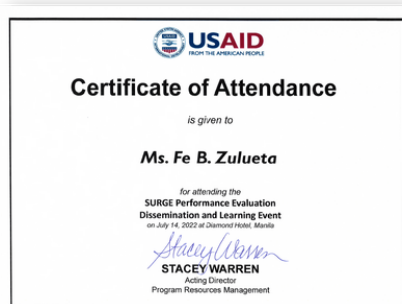 USAID
FROM THE AMERICAN PEOPLE
Certificate of Attendance
is given to
Ms. Fe B. Zulueta
for attending the
SURGE Performance Evaluation
Dissemination and Learning Event
on July 14, 2022 at Diamond Hotel, Manila
Stacey Warren
STACEY WARREN
Acting Director
Program Resources Management